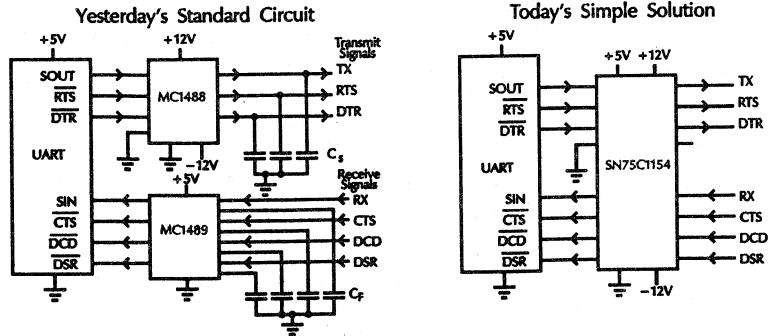 Yesterday's Standard Circuit
+5V
+12V
Transmit
Signals
SOUT
TX
RTS
MC1488
RTS
DTR
DTR
UART
-12V
Cs
+5V
Receive
Signals
SIN
RX
CTS
MC1489
CTS
DCD
DCD
DSR
DSR
CF
Today's Simple Solution
+5V
+5V +12V
SOUT
TX
RTS
RTS
DTR
DTR
UART
SN75C1154
SIN
RX
CTS
CTS
DCD
DCD
DSR
DSR
-12V